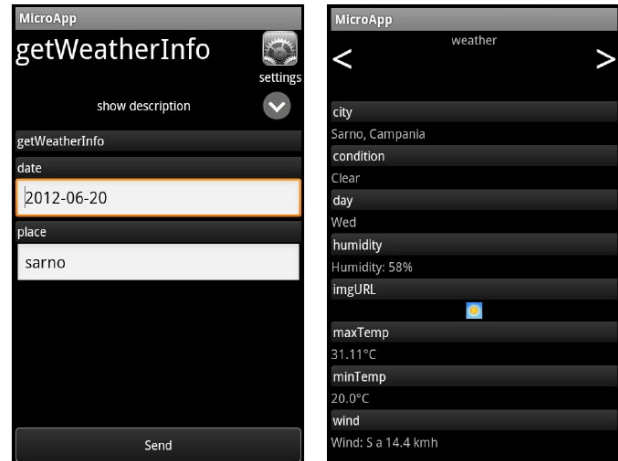 MicroApp
getWeatherInfo
settings
show description
getWeatherInfo
date
2012-06-20
place
sarno
Send
MicroApp
weather
< >
city
Sarno, Campania
condition
Clear
day
Wed
humidity
Humidity: 58%
imgURL
maxTemp
31.11°C
minTemp
20.0°C
wind
Wind: S a 14.4 kmh